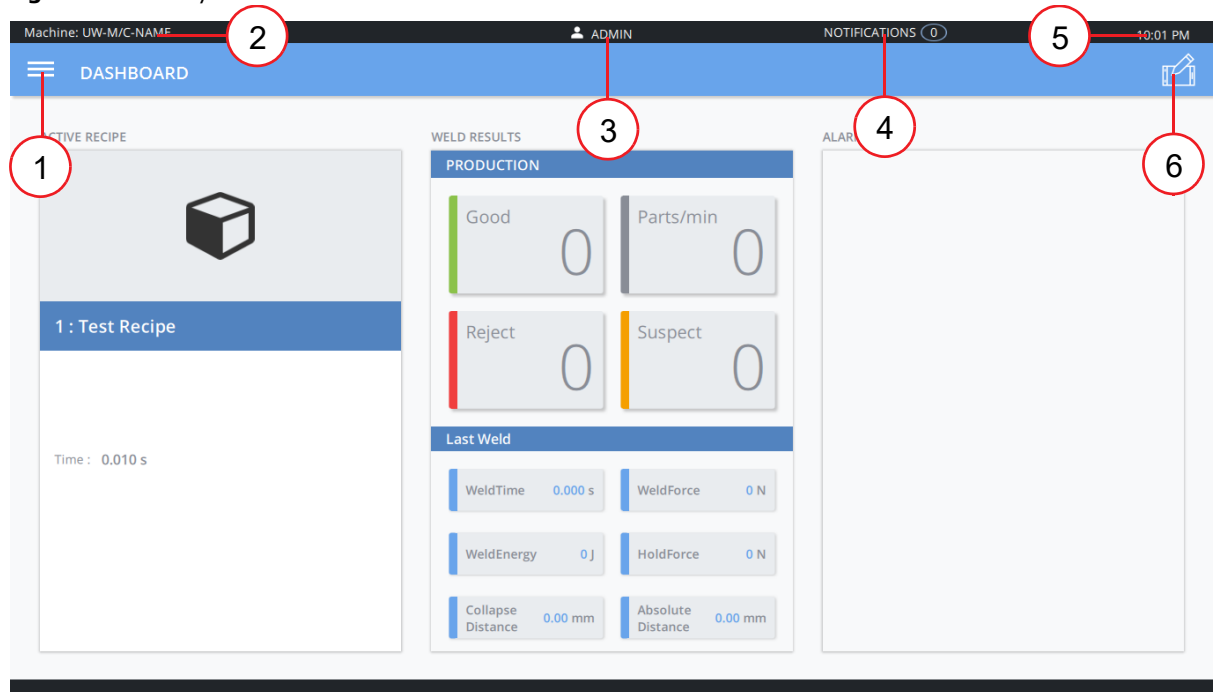 Machine: UW-M/C-NAME
2
ADMIN
NOTIFICATIONS 0
5
10:01 PM
DASHBOARD
1
3
4
6
ACTIVE RECIPE
WELD RESULTS
PRODUCTION
Good
0
Parts/min
0
1 : Test Recipe
Reject
0
Suspect
0
Time : 0.010 s
Last Weld
WeldTime 0.000 s
WeldForce 0 N
WeldEnergy 0 J
HoldForce 0 N
Collapse
Distance
0.00 mm
Absolute
Distance
0.00 mm